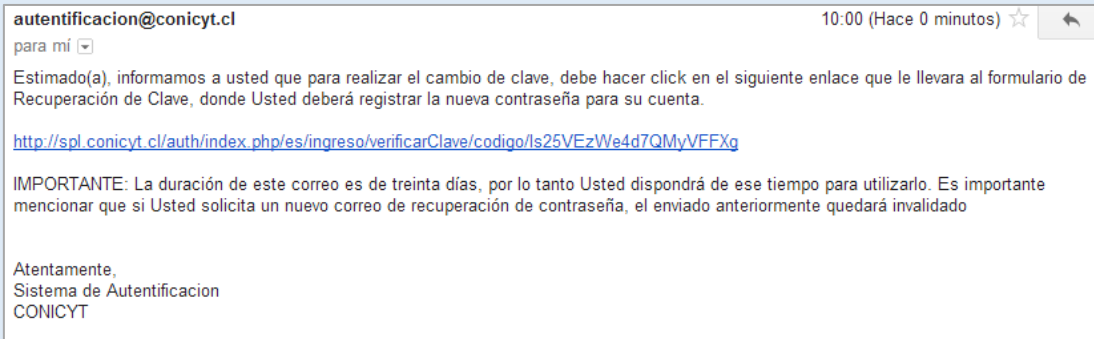 autentificacion@conicyt.cl 10:00 (Hace 0 minutos)
para mí
Estimado(a), informamos a usted que para realizar el cambio de clave, debe hacer click en el siguiente enlace que le llevara al formulario de
Recuperación de Clave, donde Usted deberá registrar la nueva contraseña para su cuenta.
http://spl.conicyt.cl/auth/index.php/es/ingreso/verificarClave/codigo/Is25VEzWe4d7QMyVFFXg
IMPORTANTE: La duración de este correo es de treinta días, por lo tanto Usted dispondrá de ese tiempo para utilizarlo. Es importante
mencionar que si Usted solicita un nuevo correo de recuperación de contraseña, el enviado anteriormente quedará invalidado
Atentamente,
Sistema de Autentificacion
CONICYT